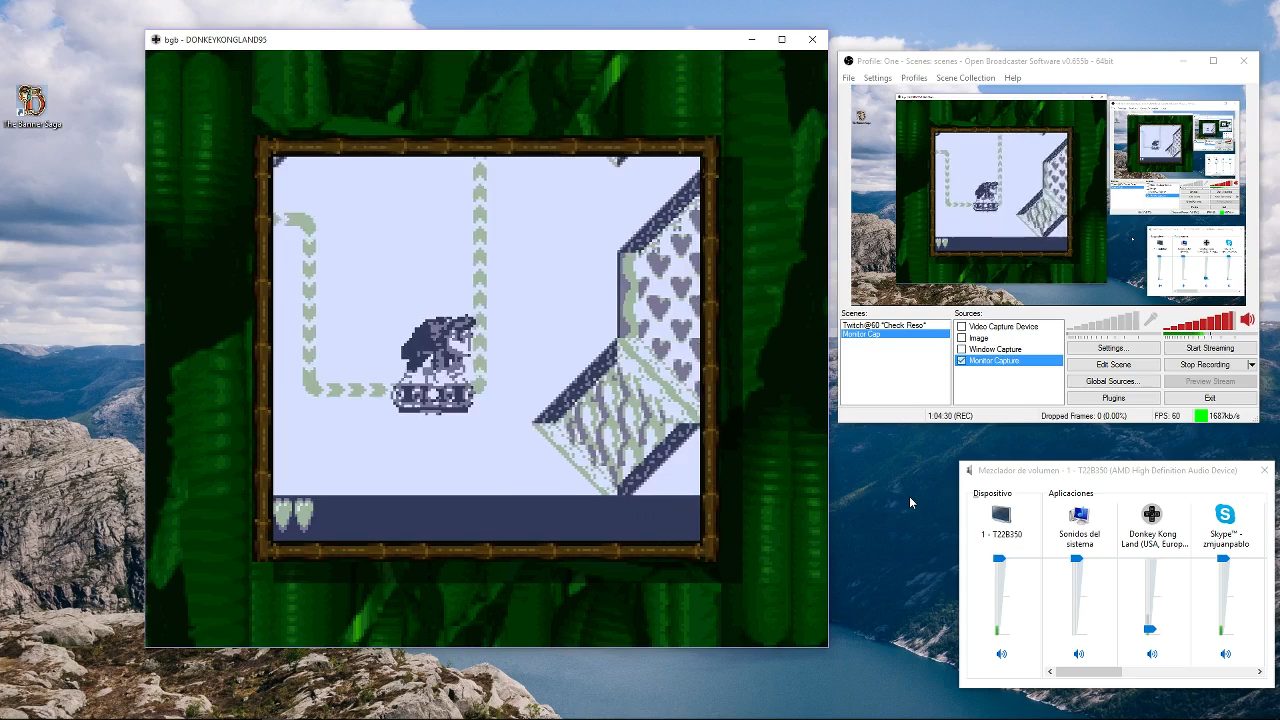 bgb - DONKEYKONGLAND95
The Banner Saga
Profile: One - Scenes: scenes - Open Broadcaster Software v0.655b - 64bit
File Settings Profiles Scene Collection Help
Scenes:
Twitch@60 "Check Reso"
Monitor Cap
Sources:
Video Capture Device
Image
Window Capture
Monitor Capture
Settings...
Start Streaming
Edit Scene
Stop Recording
Global Sources...
Preview Stream
Plugins
Exit
1:04:30 (REC)
Dropped Frames: 0 (0.00%)
FPS: 60
1687kb/s
Mezclador de volumen - 1 - T22B350 (AMD High Definition Audio Device)
Dispositivo
Aplicaciones
1 - T22B350
Sonidos del
sistema
Donkey Kong
Land (USA, Europ...
Skype™ -
zmjuanpablo